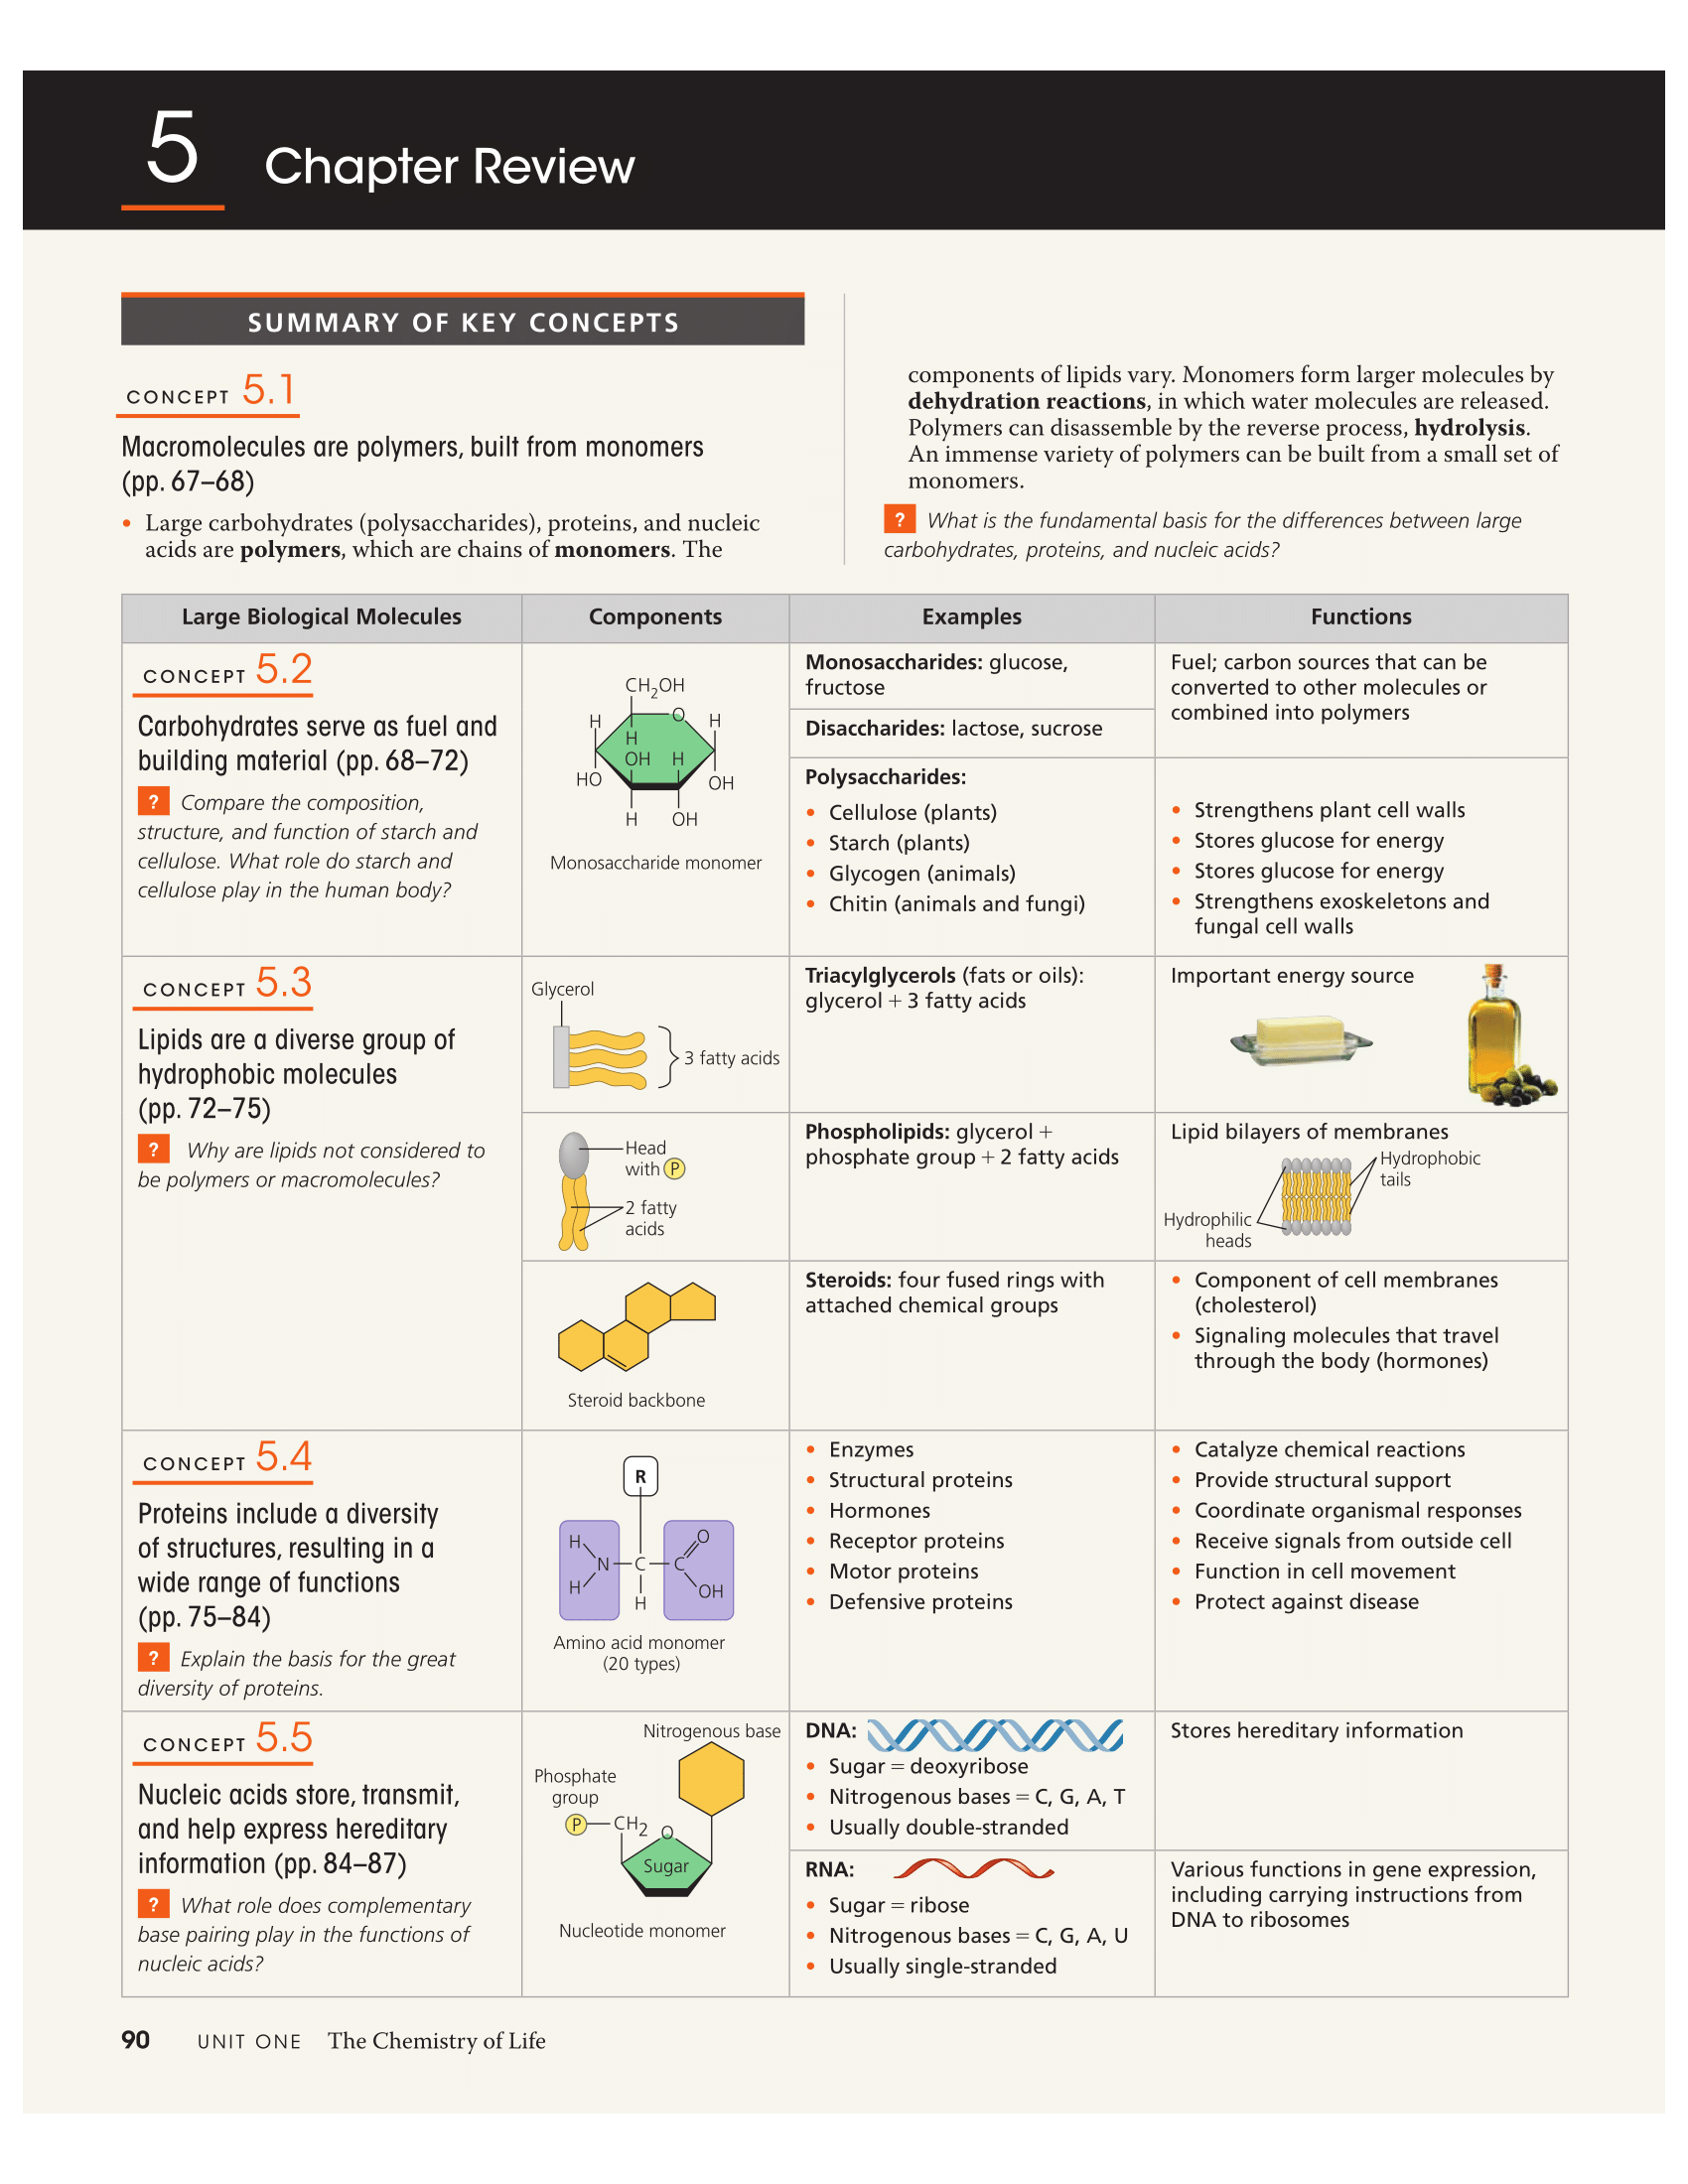 5 Chapter Review
SUMMARY OF KEY CONCEPTS
CONCEPT 5.1
Macromolecules are polymers, built from monomers
(pp. 67–68)
• Large carbohydrates (polysaccharides), proteins, and nucleic
acids are polymers, which are chains of monomers. The
components of lipids vary. Monomers form larger molecules by
dehydration reactions, in which water molecules are released.
Polymers can disassemble by the reverse process, hydrolysis.
An immense variety of polymers can be built from a small set of
monomers.
? What is the fundamental basis for the differences between large
carbohydrates, proteins, and nucleic acids?
Large Biological Molecules
Components
Examples
Functions
CONCEPT 5.2
Carbohydrates serve as fuel and
building material (pp. 68–72)
? Compare the composition,
structure, and function of starch and
cellulose. What role do starch and
cellulose play in the human body?
CH₂OH
H
O
H
H
OH
H
HO
OH
H
OH
Monosaccharide monomer
Monosaccharides: glucose,
fructose
Disaccharides: lactose, sucrose
Polysaccharides:
• Cellulose (plants)
• Starch (plants)
• Glycogen (animals)
• Chitin (animals and fungi)
Fuel; carbon sources that can be
converted to other molecules or
combined into polymers
• Strengthens plant cell walls
• Stores glucose for energy
• Stores glucose for energy
• Strengthens exoskeletons and
fungal cell walls
CONCEPT 5.3
Lipids are a diverse group of
hydrophobic molecules
(pp. 72–75)
? Why are lipids not considered to
be polymers or macromolecules?
Glycerol
3 fatty acids
Triacylglycerols (fats or oils):
glycerol + 3 fatty acids
Important energy source
Head
with P
2 fatty
acids
Phospholipids: glycerol +
phosphate group + 2 fatty acids
Lipid bilayers of membranes
Hydrophobic
tails
Hydrophilic
heads
Steroid backbone
Steroids: four fused rings with
attached chemical groups
• Component of cell membranes
(cholesterol)
• Signaling molecules that travel
through the body (hormones)
CONCEPT 5.4
Proteins include a diversity
of structures, resulting in a
wide range of functions
(pp. 75–84)
? Explain the basis for the great
diversity of proteins.
R
H
O
N
C
C
H
OH
H
Amino acid monomer
(20 types)
• Enzymes
• Structural proteins
• Hormones
• Receptor proteins
• Motor proteins
• Defensive proteins
• Catalyze chemical reactions
• Provide structural support
• Coordinate organismal responses
• Receive signals from outside cell
• Function in cell movement
• Protect against disease
CONCEPT 5.5
Nucleic acids store, transmit,
and help express hereditary
information (pp. 84–87)
? What role does complementary
base pairing play in the functions of
nucleic acids?
Nitrogenous base
Phosphate
group
P
CH₂
O
Sugar
Nucleotide monomer
DNA:
• Sugar = deoxyribose
• Nitrogenous bases = C, G, A, T
• Usually double-stranded
Stores hereditary information
RNA:
• Sugar = ribose
• Nitrogenous bases = C, G, A, U
• Usually single-stranded
Various functions in gene expression,
including carrying instructions from
DNA to ribosomes
90 UNIT ONE The Chemistry of Life